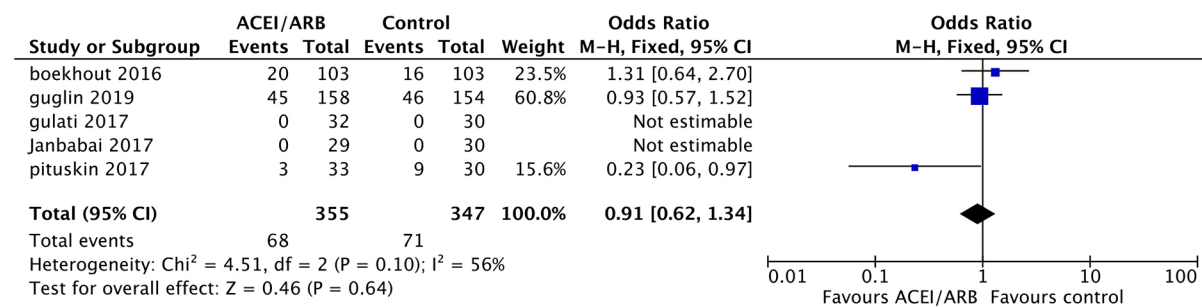 ACEI/ARB Control Odds Ratio Odds Ratio
Study or Subgroup Events Total Events Total Weight M-H, Fixed, 95% CI M-H, Fixed, 95% CI
boekhout 2016 20 103 16 103 23.5% 1.31 [0.64, 2.70]
guglin 2019 45 158 46 154 60.8% 0.93 [0.57, 1.52]
gulati 2017 0 32 0 30 Not estimable
Janbabai 2017 0 29 0 30 Not estimable
pituskin 2017 3 33 9 30 15.6% 0.23 [0.06, 0.97]
Total (95% CI) 355 347 100.0% 0.91 [0.62, 1.34]
Total events 68 71
Heterogeneity: Chi² = 4.51, df = 2 (P = 0.10); I² = 56%
Test for overall effect: Z = 0.46 (P = 0.64)
0.01 0.1 1 10 100
Favours ACEI/ARB Favours control